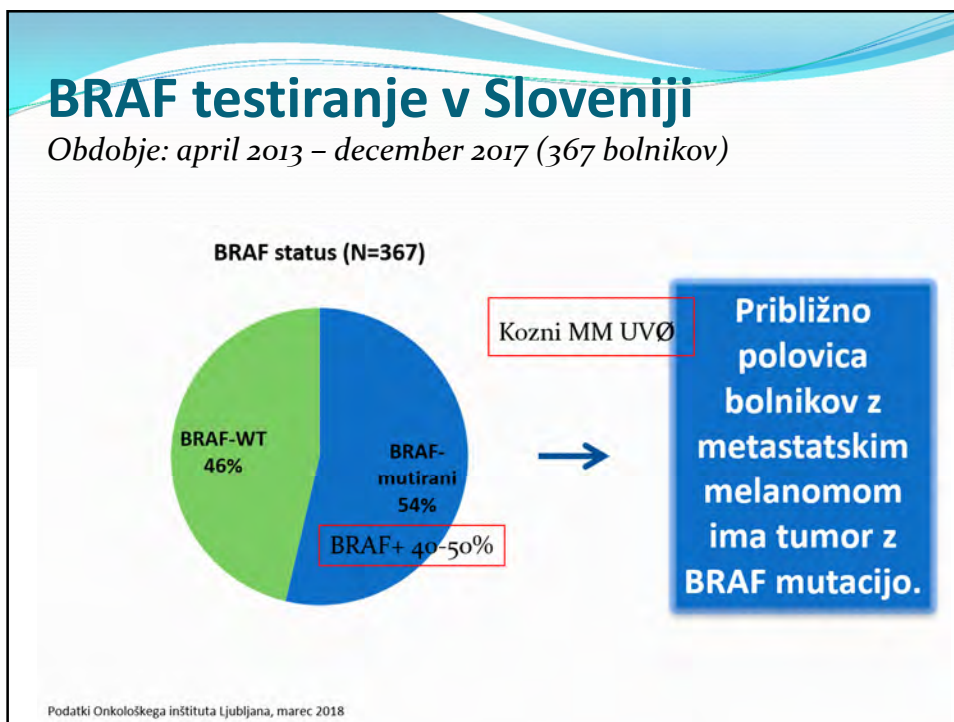 BRAF testiranje v Sloveniji
Obdobje: april 2013 – december 2017 (367 bolnikov)
BRAF status (N=367)
BRAF-WT
46%
BRAF-
mutirani
54%
BRAF+ 40-50%
Kozni MM UVØ
Približno
polovica
bolnikov z
metastatskim
melanomom
ima tumor z
BRAF mutacijo.
Podatki Onkološkega inštituta Ljubljana, marec 2018